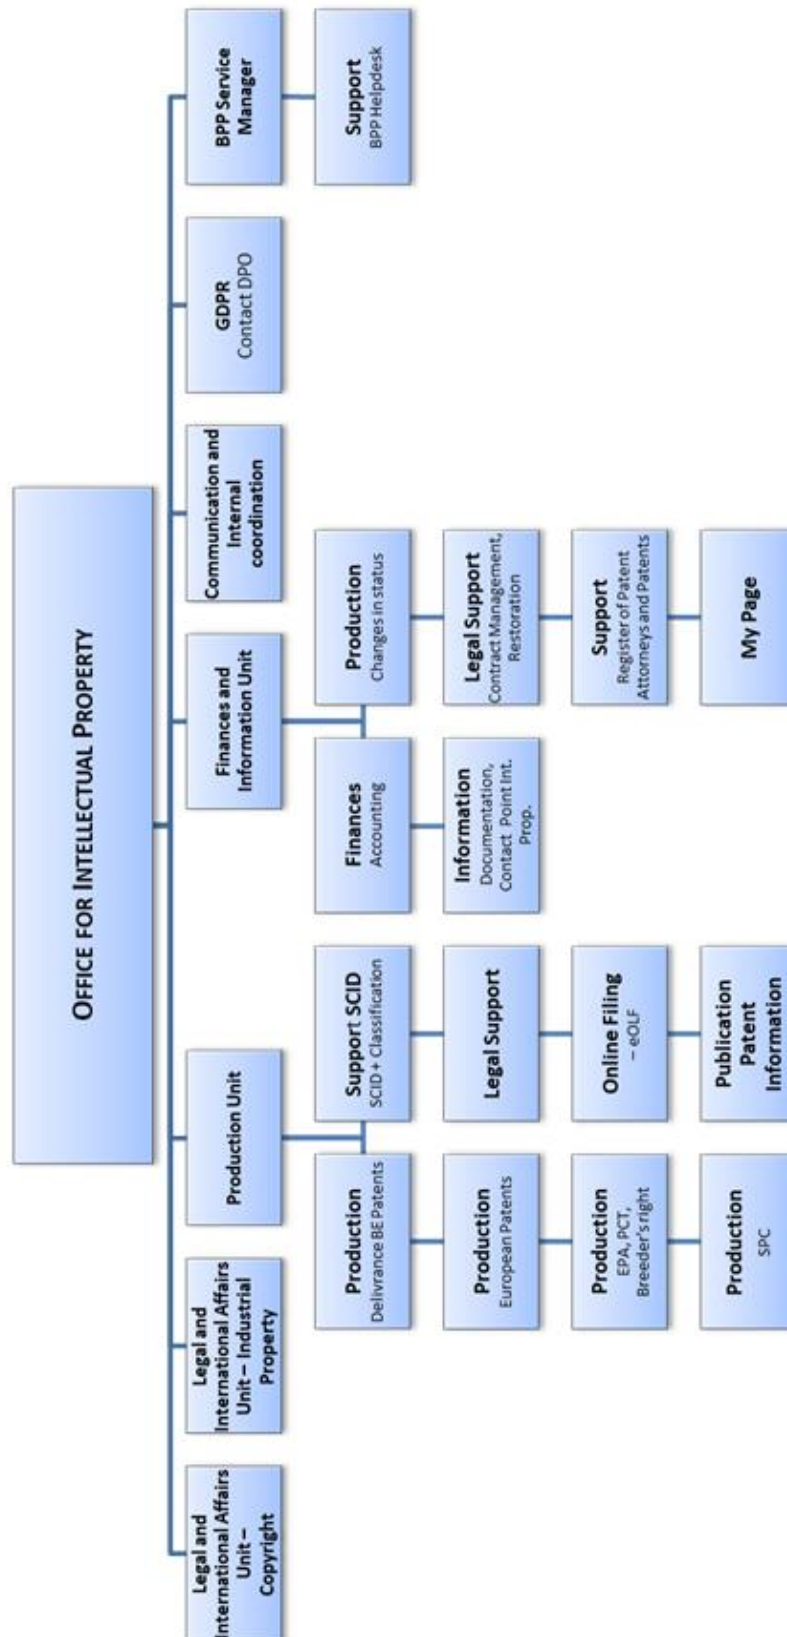 OFFICE FOR INTELLECTUAL PROPERTY
Legal and
International Affairs
Unit – 
Copyright
Legal and
International Affairs
Unit – Industrial
Property
Production Unit
Finances and
Information Unit
Communication and
Internal
coordination
GDPR
Contact DPO
BPP Service
Manager
Production
Delivrance BE Patents
Support SCID
SCID + Classification
Finances
Accounting
Production
Changes in status
Support
BPP Helpdesk
Production
European Patents
Legal Support
Information
Documentation,
Contact Point Int.
Prop.
Legal Support
Contract Management,
Restoration
Production
EPA, PCT,
Breeder's right
Online Filing
– eOLF
Support
Register of Patent
Attorneys and Patents
Production
SPC
Publication
Patent
Information
My Page